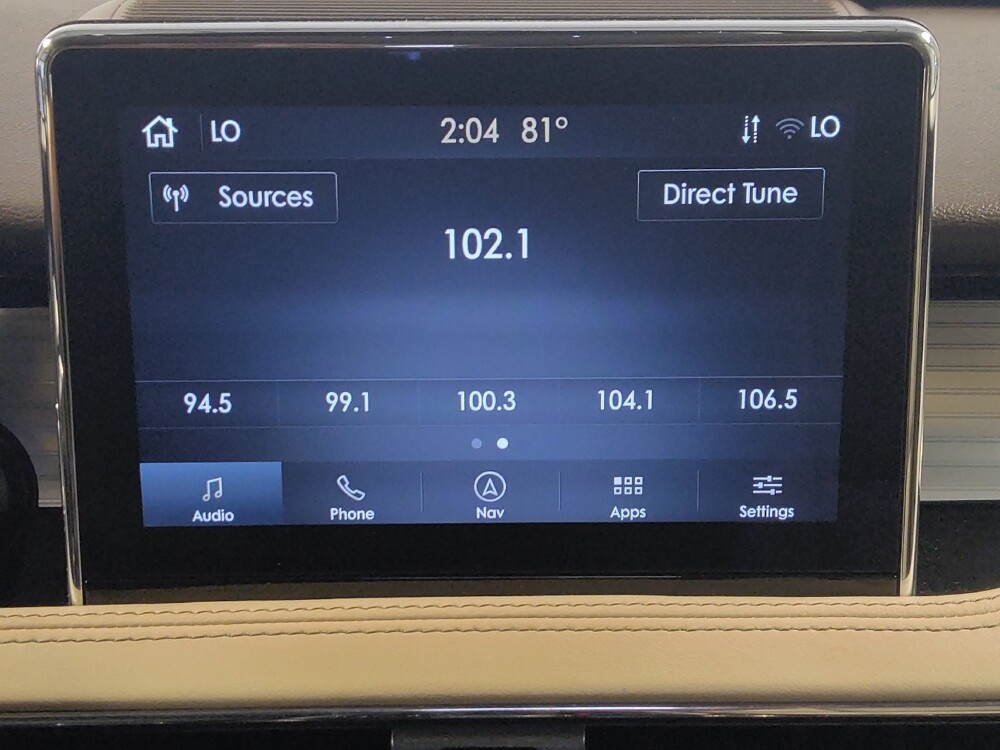 LO 2:04 81° LO
Sources Direct Tune
102.1
94.5 99.1 100.3 104.1 106.5
Audio Phone Nav Apps Settings